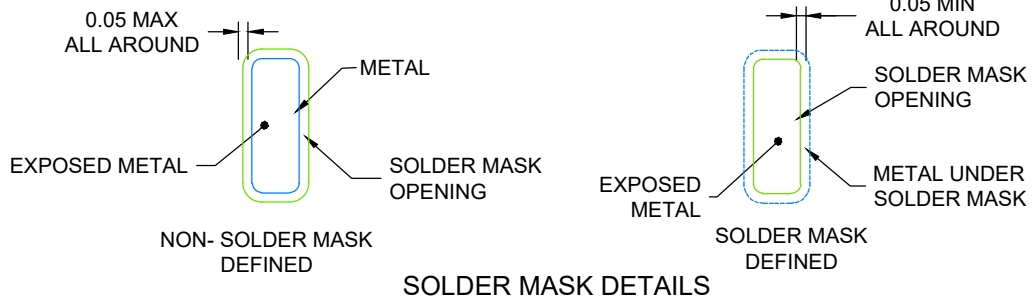 0.05 MAX
ALL AROUND
METAL
EXPOSED METAL
SOLDER MASK
OPENING
NON- SOLDER MASK
DEFINED
0.05 MIN
ALL AROUND
SOLDER MASK
OPENING
EXPOSED
METAL
METAL UNDER
SOLDER MASK
SOLDER MASK
DEFINED
SOLDER MASK DETAILS